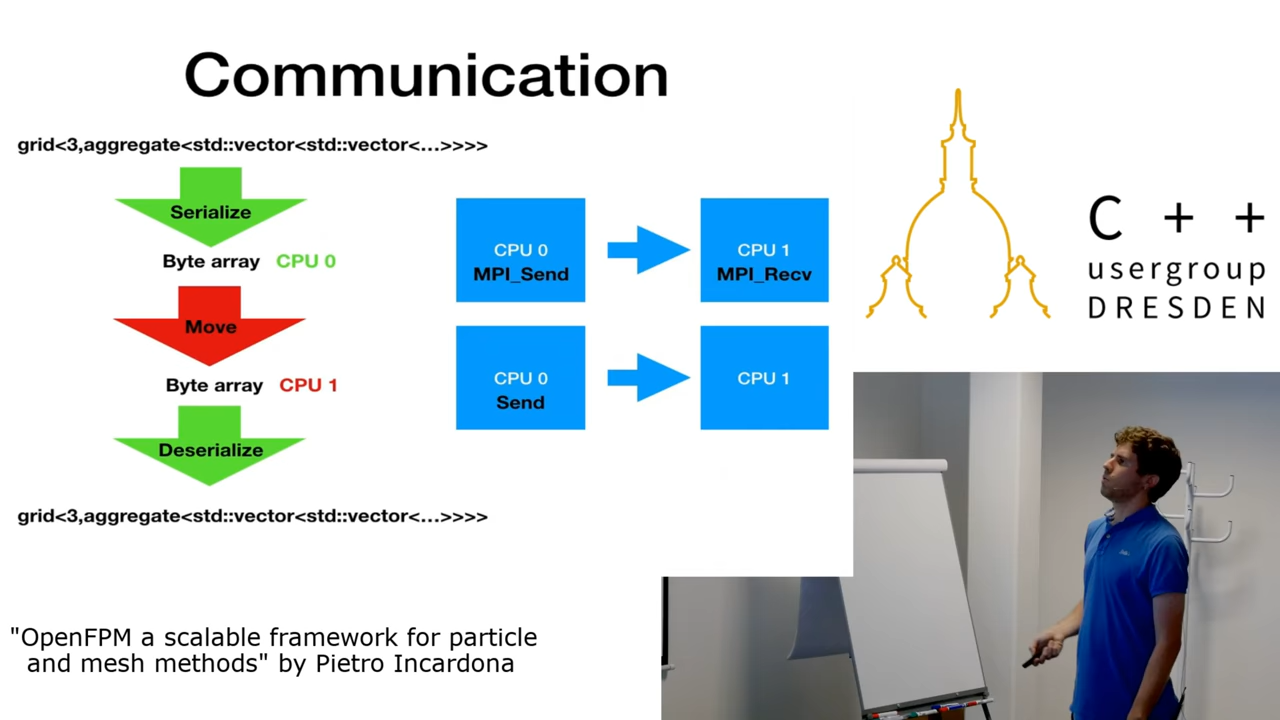 Communication
grid<3,aggregate<std::vector<std::vector<...>>>>
Serialize
Byte array CPU 0
Move
Byte array CPU 1
Deserialize
grid<3,aggregate<std::vector<std::vector<...>>>>
CPU 0
MPI_Send
CPU 1
MPI_Recv
CPU 0
Send
CPU 1
C + +
usergroup
DRESDEN
"OpenFPM a scalable framework for particle
and mesh methods" by Pietro Incardona